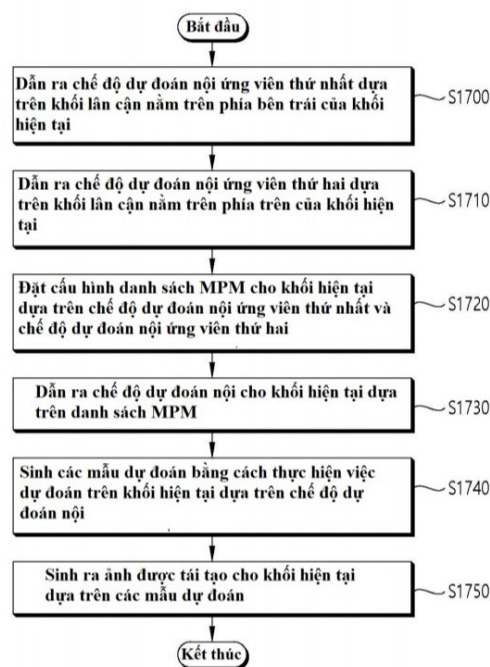 Bắt đầu
Dẫn ra chế độ dự đoán nội ứng viên thứ nhất dựa
trên khối lân cận nằm trên phía bên trái của khối
hiện tại
S1700
Dẫn ra chế độ dự đoán nội ứng viên thứ hai dựa
trên khối lân cận nằm trên phía trên của khối hiện
tại
S1710
Đặt cấu hình danh sách MPM cho khối hiện tại
dựa trên chế độ dự đoán nội ứng viên thứ nhất và
chế độ dự đoán nội ứng viên thứ hai
S1720
Dẫn ra chế độ dự đoán nội cho khối hiện tại dựa
trên danh sách MPM
S1730
Sinh các mẫu dự đoán bằng cách thực hiện việc
dự đoán trên khối hiện tại dựa trên chế độ dự
đoán nội
S1740
Sinh ra ảnh được tái tạo cho khối hiện tại
dựa trên các mẫu dự đoán
S1750
Kết thúc